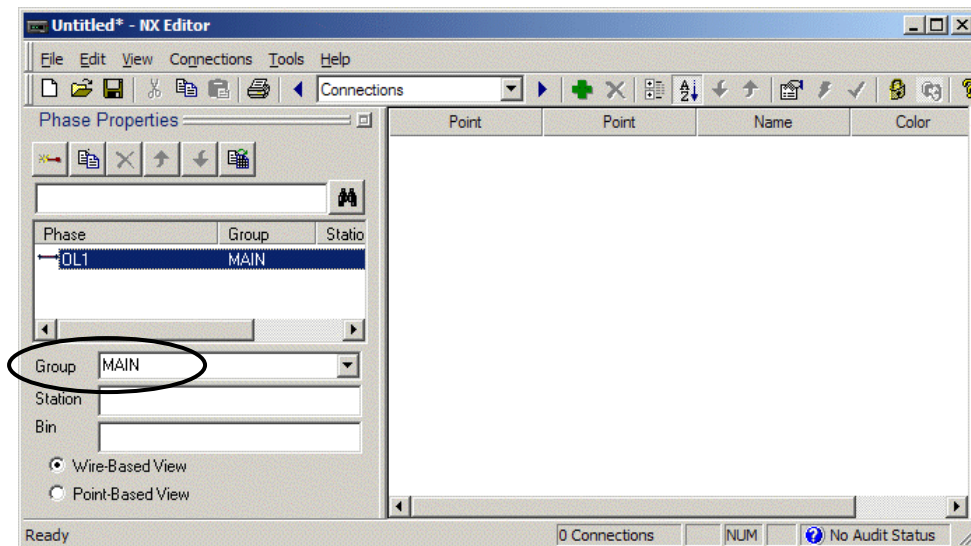 Untitled* - NX Editor
File Edit View Connections Tools Help
Connections
Phase Properties
Point Point Name Color
Phase Group Statio
OL1 MAIN
Group MAIN
Station
Bin
Wire-Based View
Point-Based View
Ready 0 Connections NUM No Audit Status